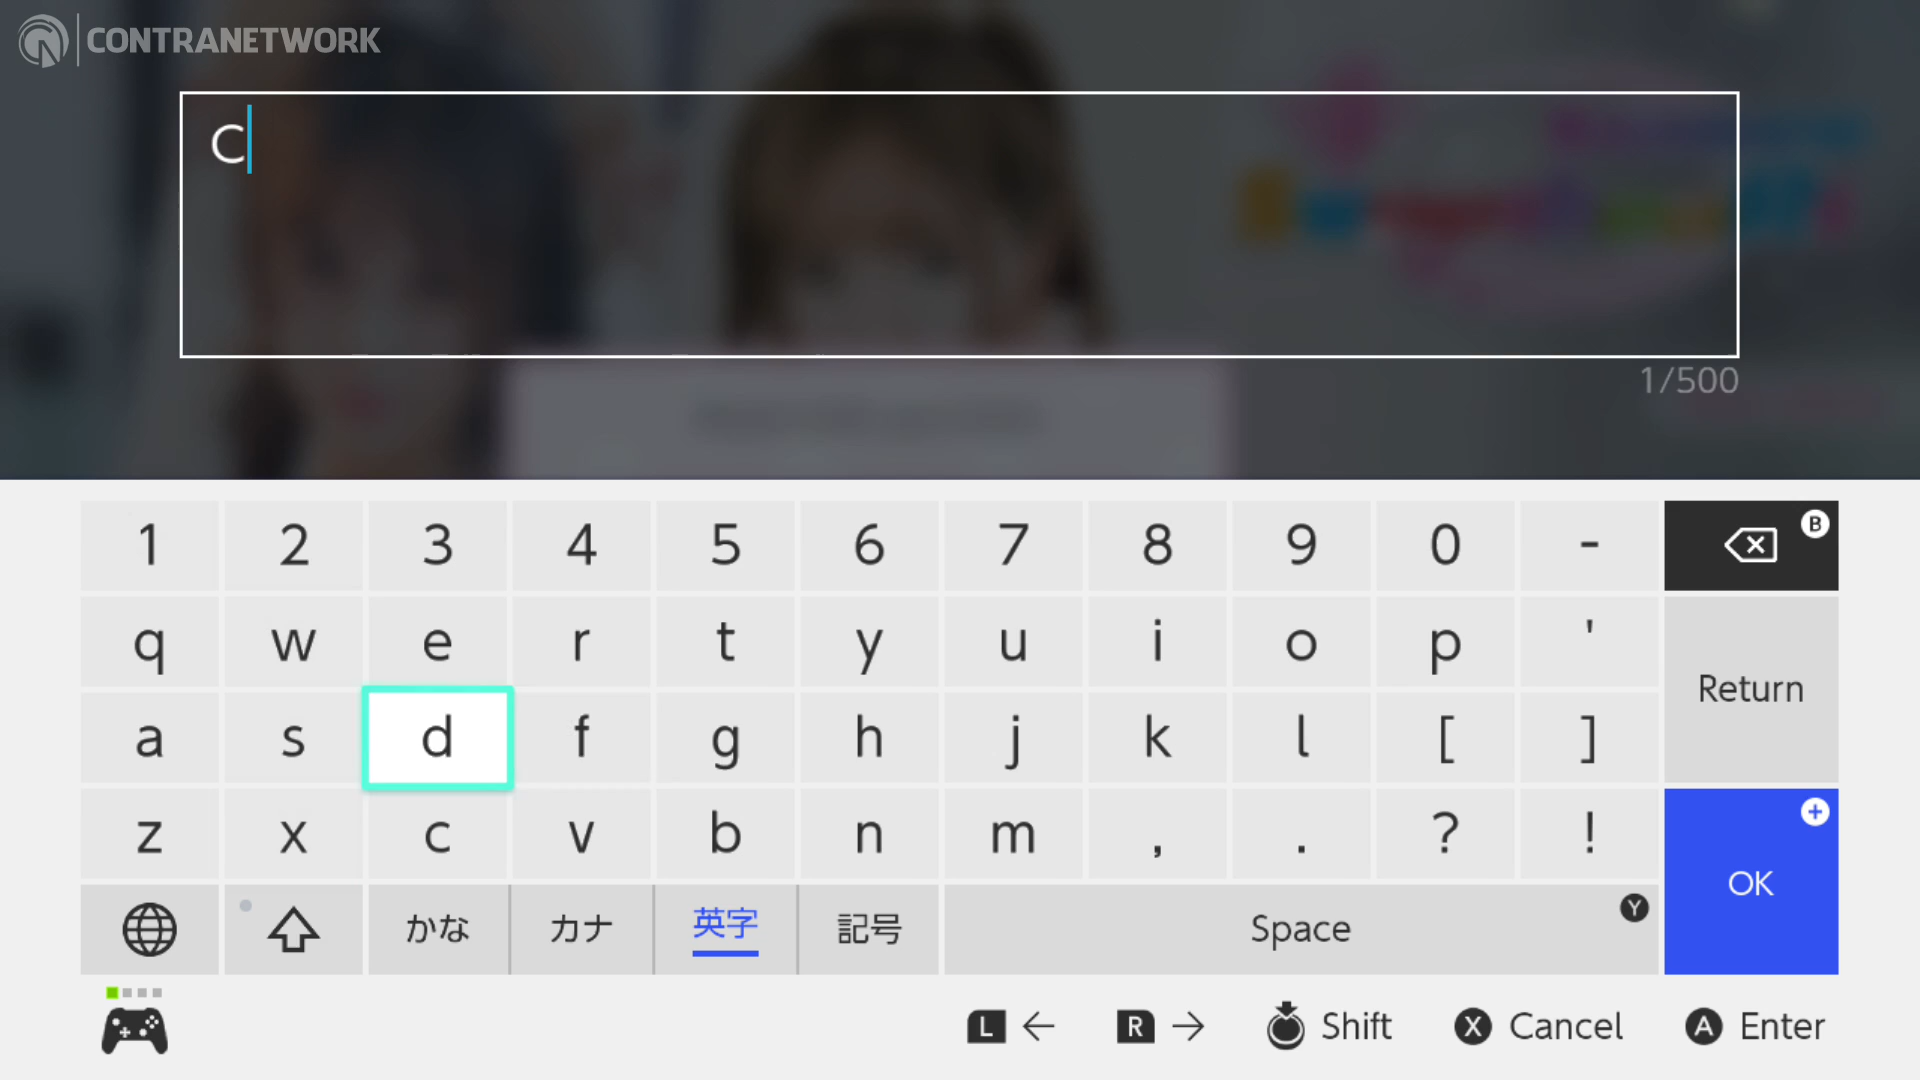 CONTRANETWORK
C
1/500
1 2 3 4 5 6 7 8 9 0 - B
q w e r t y u i o p '
Return
a s d f g h j k l [ ]
z x c v b n m , . ? !
OK
かな カナ 英字 記号 Space Y
L ← R → Shift X Cancel A Enter